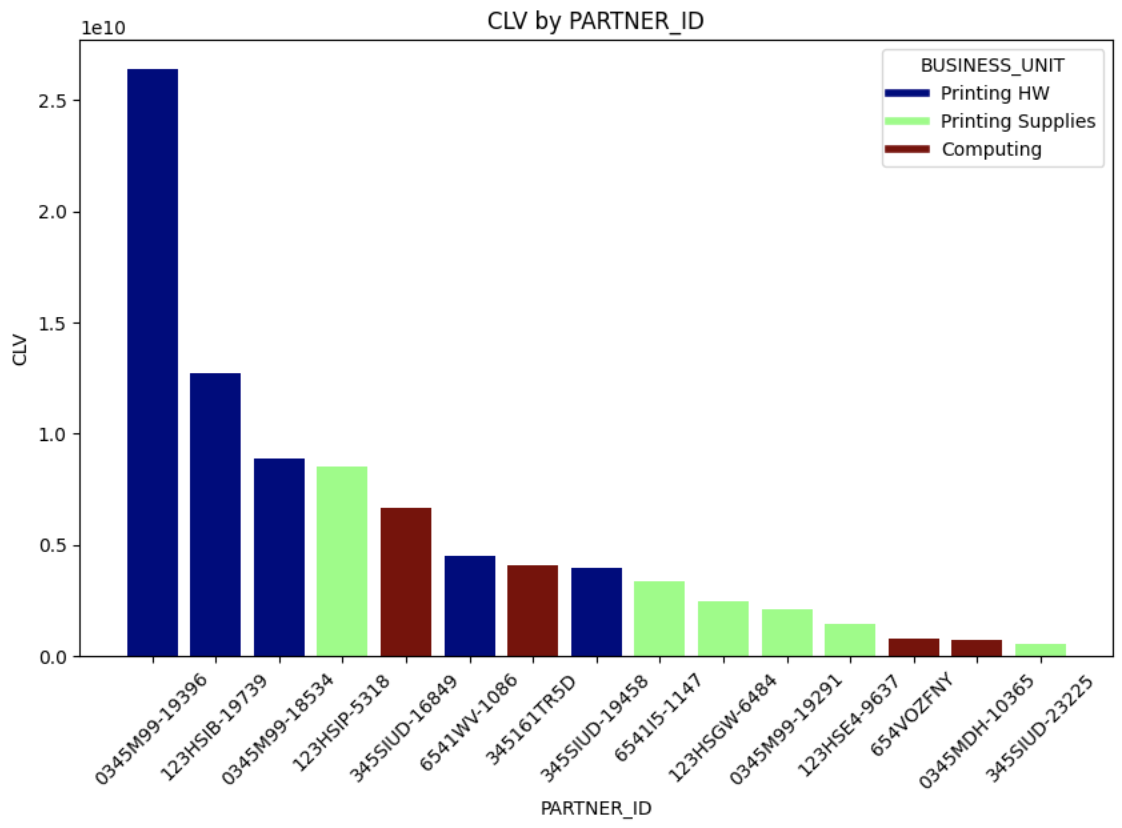 CLV by PARTNER_ID
1e10
BUSINESS_UNIT
Printing HW
Printing Supplies
Computing
2.5
2.0
1.5
1.0
0.5
0.0
CLV
0345M99-19396
123HSIB-19739
0345M99-18534
123HSIP-5318
345SIUD-16849
6541WV-1086
345161TR5D
345SIUD-19458
6541I5-1147
123HSGW-6484
0345M99-19291
123HSE4-9637
654VOZFNY
0345MDH-10365
345SIUD-23225
PARTNER_ID